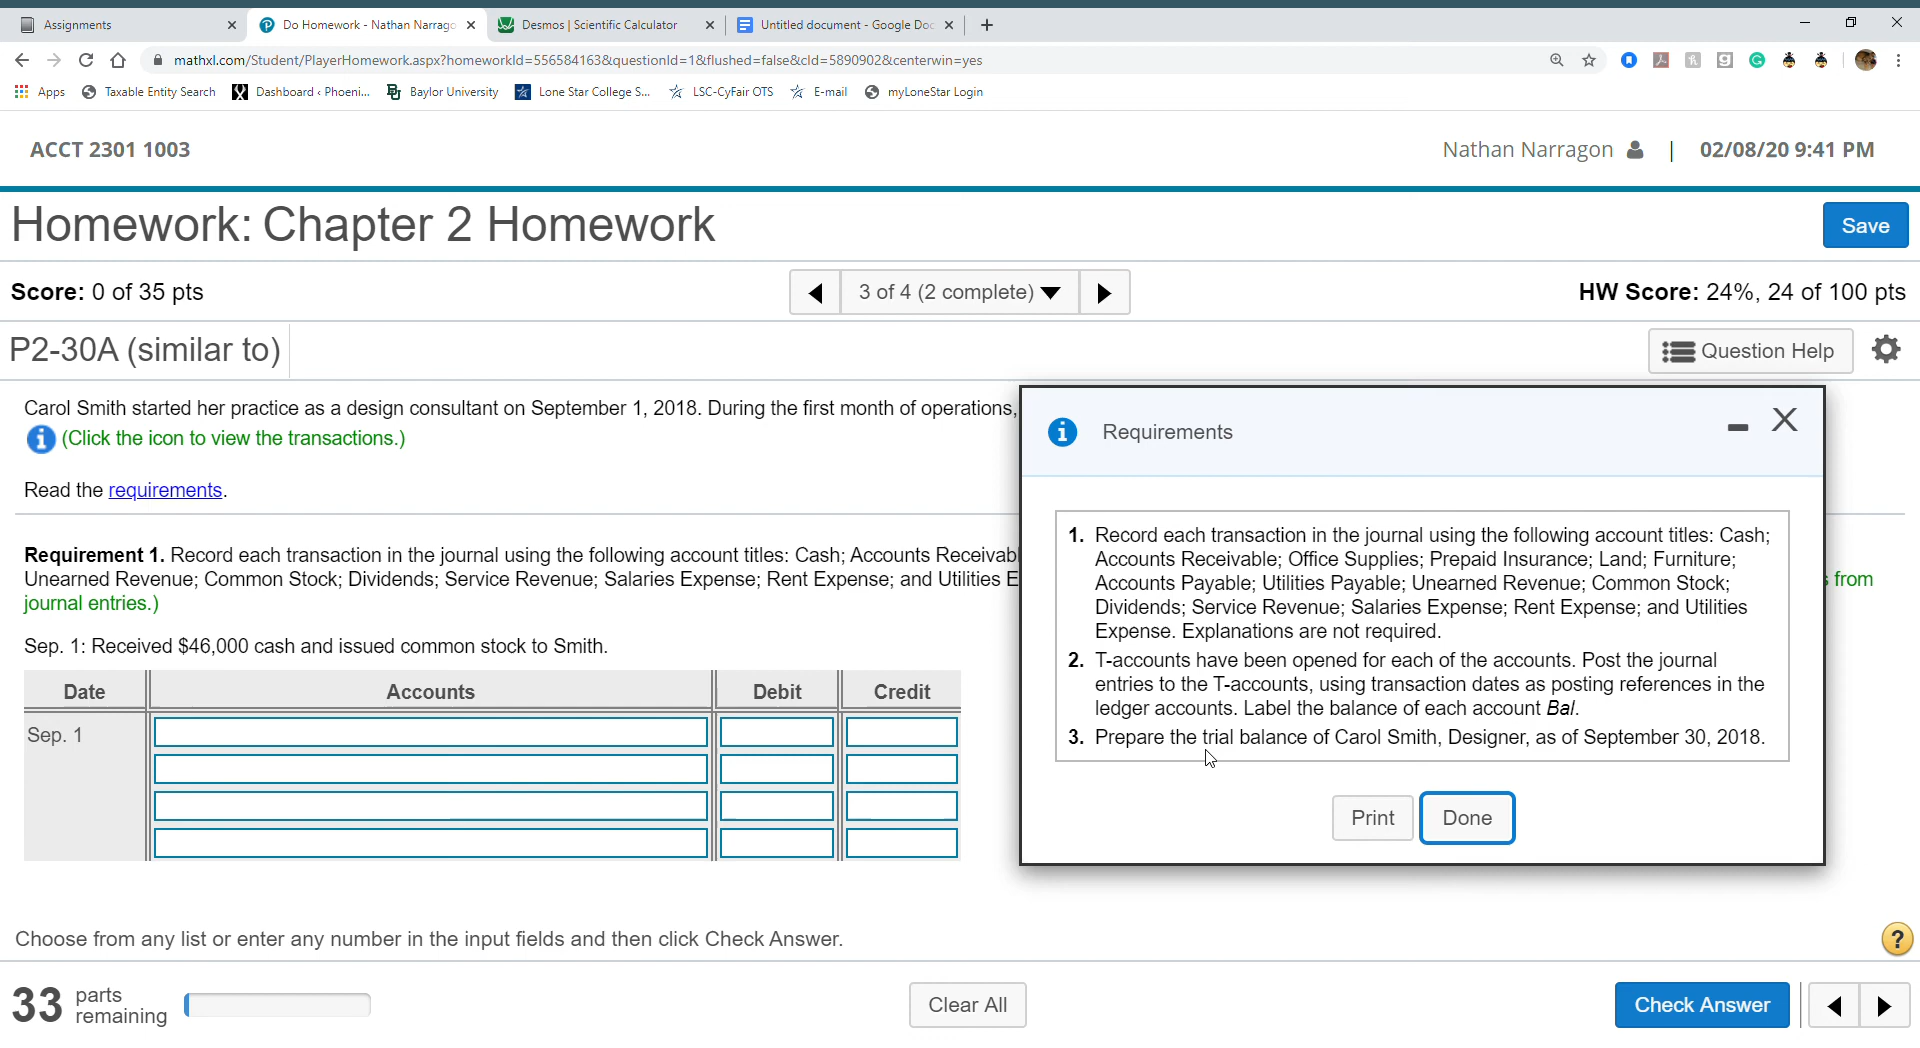 Assignments
Do Homework - Nathan Narrago
Desmos | Scientific Calculator
Untitled document - Google Doc
mathxl.com/Student/PlayerHomework.aspx?homeworkId=556584163&questionId=1&flushed=false&cId=5890902&centerwin=yes
Apps Taxable Entity Search Dashboard ‹ Phoeni... Baylor University Lone Star College S... LSC-CyFair OTS E-mail myLoneStar Login
ACCT 2301 1003
Nathan Narragon | 02/08/20 9:41 PM
Homework: Chapter 2 Homework
Save
Score: 0 of 35 pts
3 of 4 (2 complete)
HW Score: 24%, 24 of 100 pts
P2-30A (similar to)
Question Help
Carol Smith started her practice as a design consultant on September 1, 2018. During the first month of operations,
(Click the icon to view the transactions.)
Read the requirements.
Requirement 1. Record each transaction in the journal using the following account titles: Cash; Accounts Receivabl
Unearned Revenue; Common Stock; Dividends; Service Revenue; Salaries Expense; Rent Expense; and Utilities E
from
journal entries.)
Sep. 1: Received $46,000 cash and issued common stock to Smith.
Date Accounts Debit Credit
Sep. 1
Requirements
1. Record each transaction in the journal using the following account titles: Cash;
Accounts Receivable; Office Supplies; Prepaid Insurance; Land; Furniture;
Accounts Payable; Utilities Payable; Unearned Revenue; Common Stock;
Dividends; Service Revenue; Salaries Expense; Rent Expense; and Utilities
Expense. Explanations are not required.
2. T-accounts have been opened for each of the accounts. Post the journal
entries to the T-accounts, using transaction dates as posting references in the
ledger accounts. Label the balance of each account Bal.
3. Prepare the trial balance of Carol Smith, Designer, as of September 30, 2018.
Print
Done
Choose from any list or enter any number in the input fields and then click Check Answer.
?
33 parts
remaining
Clear All
Check Answer